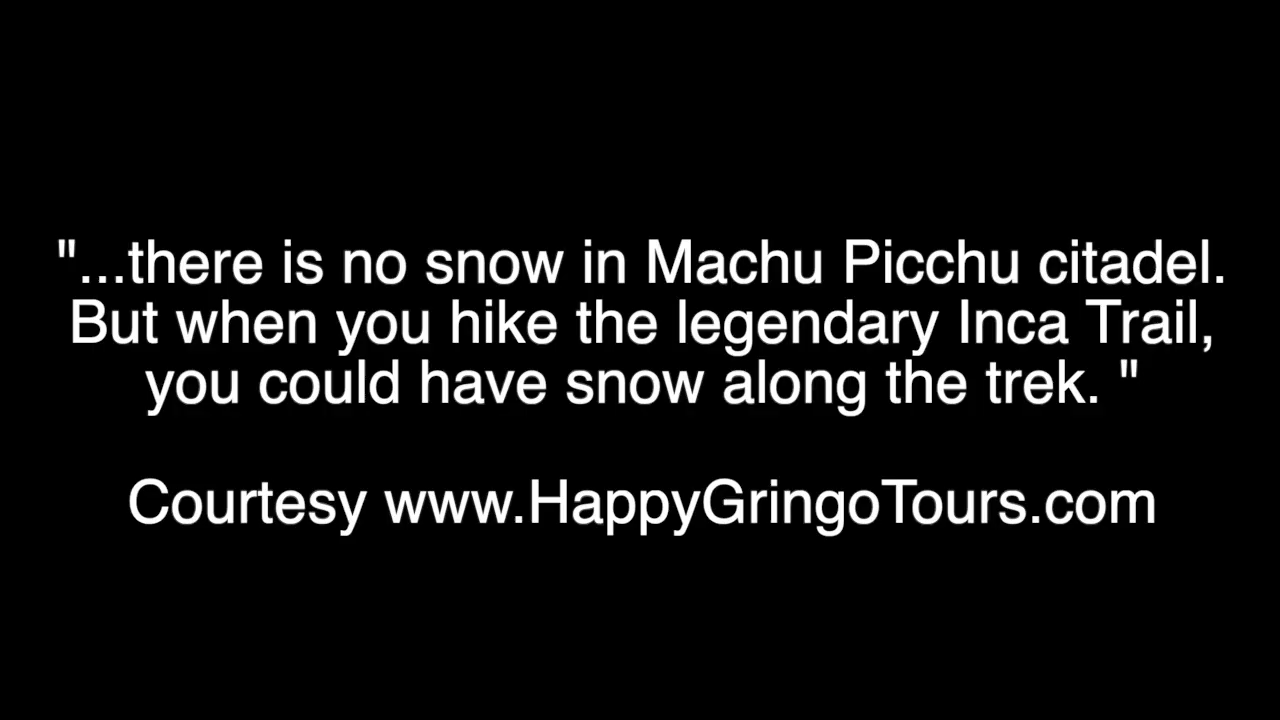 "...there is no snow in Machu Picchu citadel.
But when you hike the legendary Inca Trail,
you could have snow along the trek. "
Courtesy www.HappyGringoTours.com